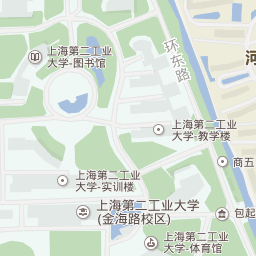 环东路
河
上海第二工业
大学-图书馆
上海第二工业
大学-教学楼
商五
上海第二工业
大学-实训楼
上海第二工业大学
(金海路校区)
包起
上海第二工业
大学-体育馆